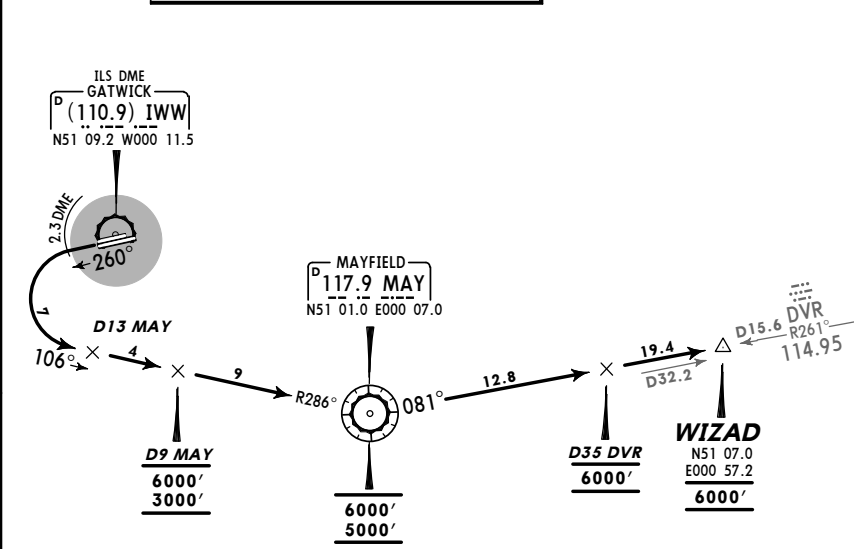 ILS DME
GATWICK
D (110.9) IWW
N51 09.2 W000 11.5
2.3 DME
260°
7
D13 MAY
106°
4
9
R286°
D9 MAY
6000′
3000′
MAYFIELD
D 117.9 MAY
N51 01.0 E000 07.0
081°
12.8
6000′
5000′
D35 DVR
6000′
19.4
D32.2
WIZAD
N51 07.0
E000 57.2
6000′
D15.6
DVR
R261°
114.95